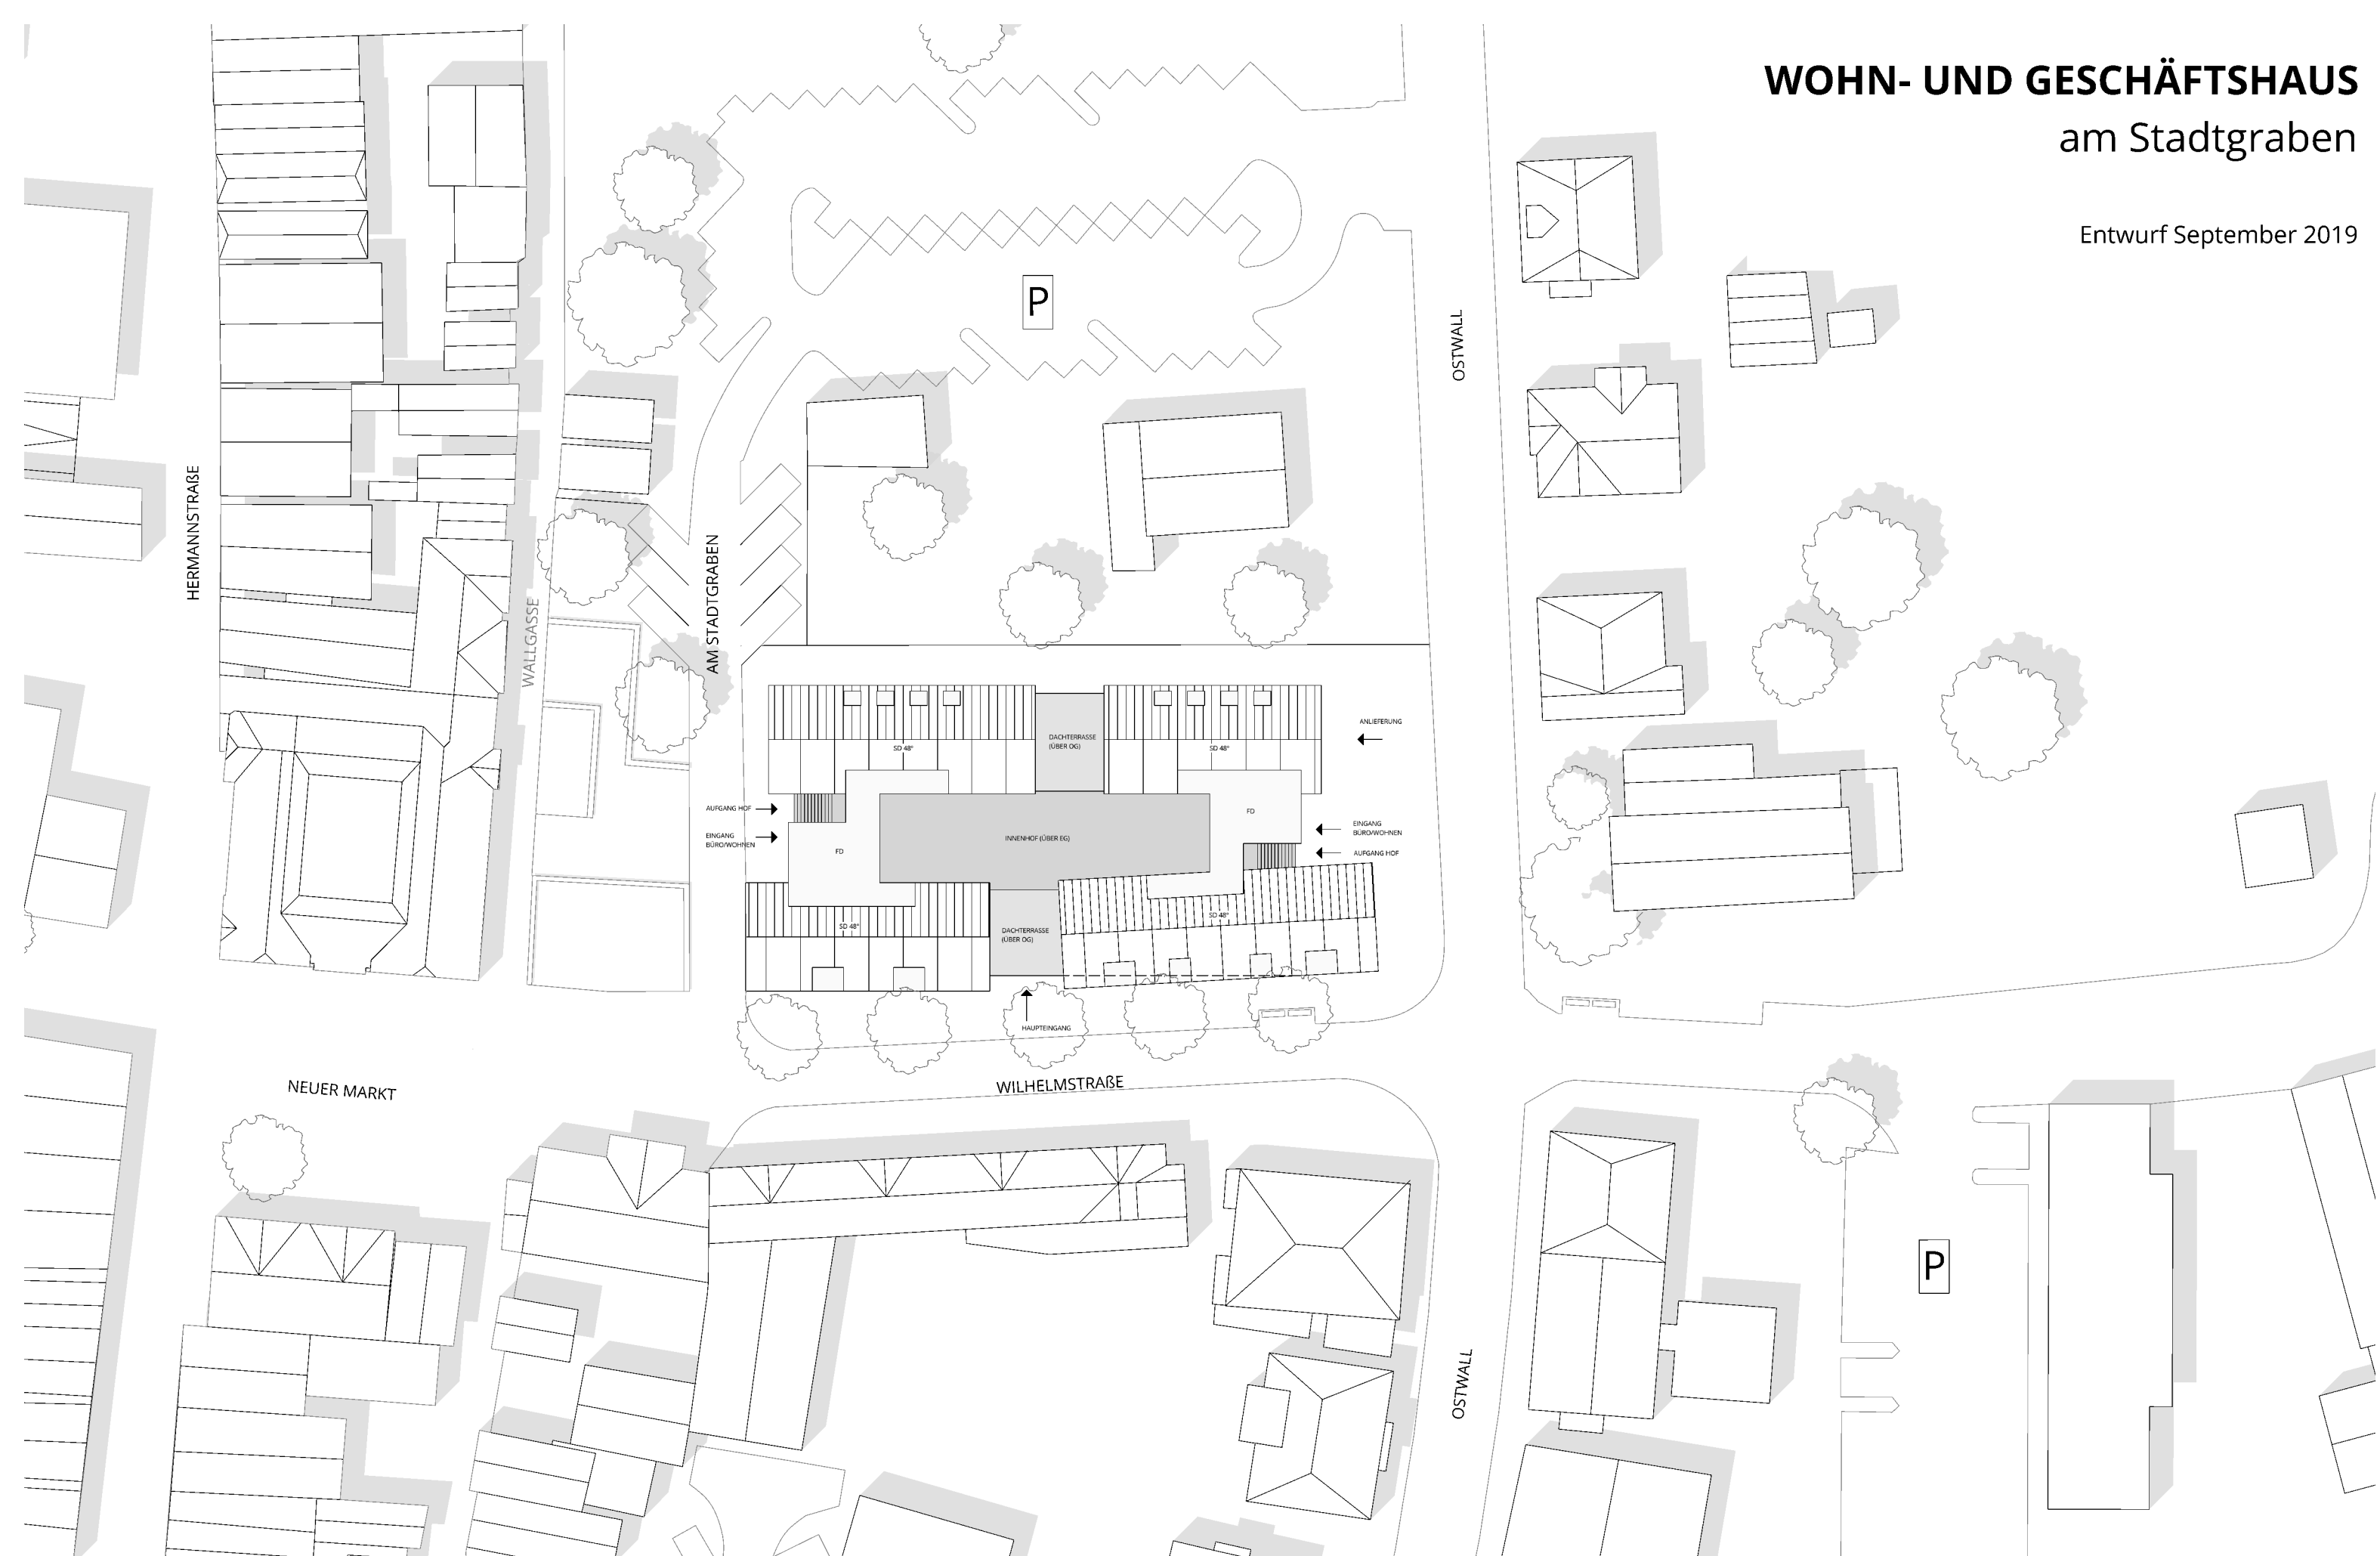 WOHN- UND GESCHÄFTSHAUS
am Stadtgraben
Entwurf September 2019
P
OSTWALL
HERMANNSTRAßE
WALLGASSE
AM STADTGRABEN
ANLIEFERUNG
DACHTERRASSE
(ÜBER OG)
SD 48°
SD 48°
AUFGANG HOF
EINGANG
BÜRO/WOHNEN
FD
INNENHOF (ÜBER EG)
FD
EINGANG
BÜRO/WOHNEN
AUFGANG HOF
SD 48°
DACHTERRASSE
(ÜBER OG)
SD 48°
HAUPTEINGANG
NEUER MARKT
WILHELMSTRAßE
P
OSTWALL